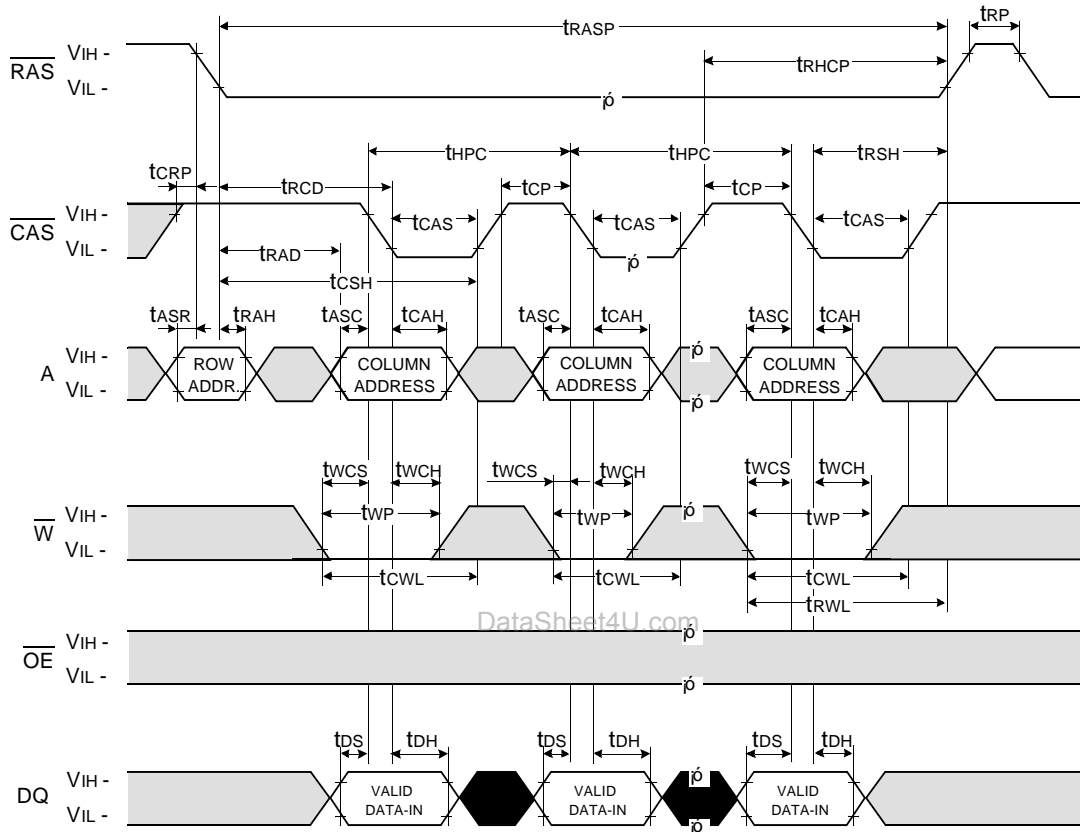 tRASP
tRP
RAS
VIH -
VIL -
tRHCP
tHPC
tHPC
tRSH
tCRP
tRCD
tCP
tCP
CAS
VIH -
VIL -
tCAS
tCAS
tCAS
tRAD
tCSH
tASR
tRAH
tASC
tCAH
tASC
tCAH
tASC
tCAH
A
VIH -
VIL -
ROW
ADDR.
COLUMN
ADDRESS
COLUMN
ADDRESS
COLUMN
ADDRESS
tWCS
tWCH
tWCS
tWCH
tWCS
tWCH
W
VIH -
VIL -
tWP
tWP
tWP
tCWL
tCWL
tCWL
tRWL
DataSheet4U.com
OE
VIH -
VIL -
tDS
tDH
tDS
tDH
tDS
tDH
DQ
VIH -
VIL -
VALID
DATA-IN
VALID
DATA-IN
VALID
DATA-IN